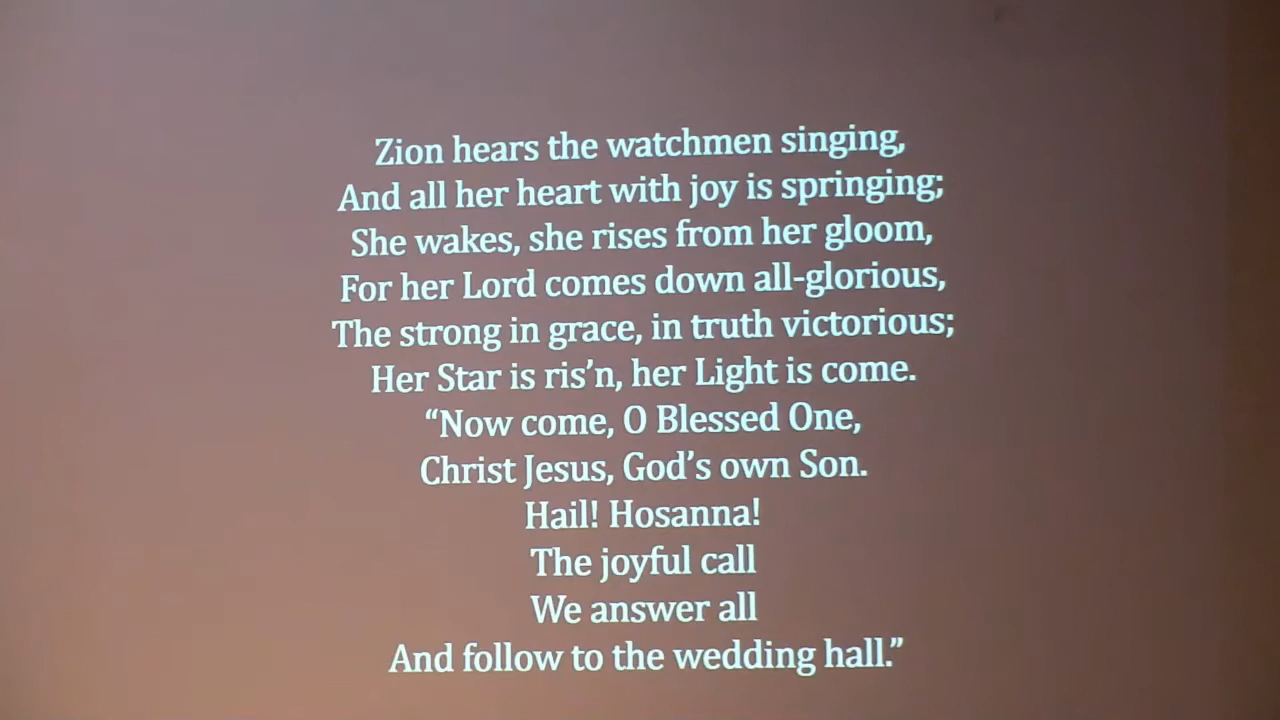 Zion hears the watchmen singing,
And all her heart with joy is springing;
She wakes, she rises from her gloom,
For her Lord comes down all-glorious,
The strong in grace, in truth victorious;
Her Star is ris’n, her Light is come.
“Now come, O Blessed One,
Christ Jesus, God’s own Son.
Hail! Hosanna!
The joyful call
We answer all
And follow to the wedding hall.”